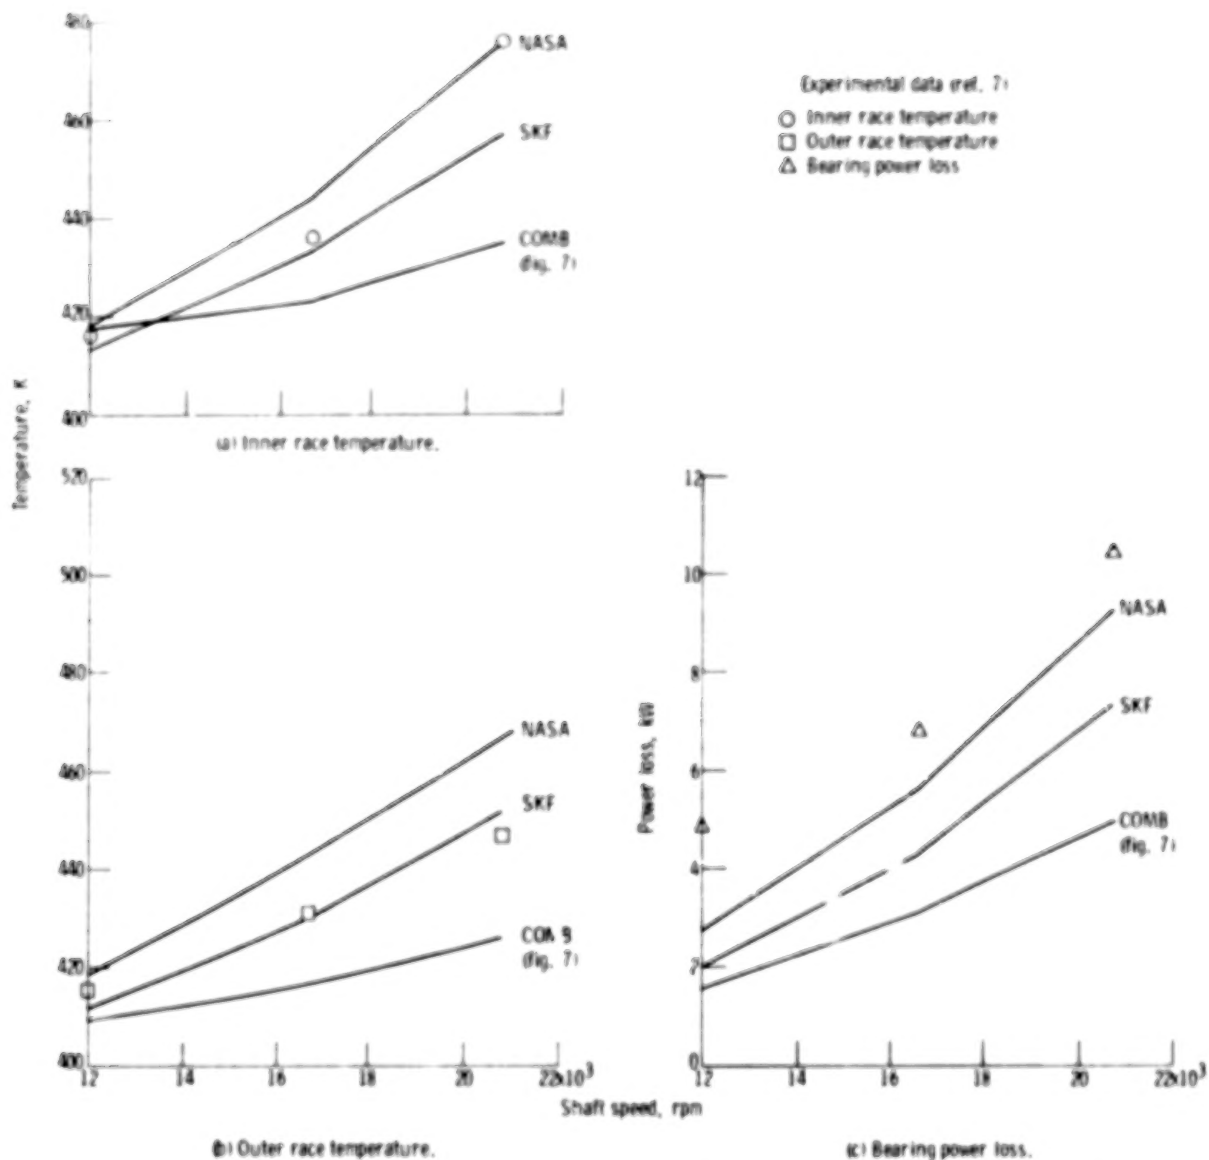 480
NASA
460
SKF
440
COMB
(fig. 7)
420
400
(a) Inner race temperature.
Experimental data (ref. 7)
Inner race temperature
Outer race temperature
Bearing power loss
Temperature, K
520
500
480
NASA
460
SKF
440
COMB
(fig. 7)
420
400
12 14 16 18 20 22x10³
(b) Outer race temperature.
Shaft speed, rpm
12
10
NASA
8
SKF
Power loss, kW
6
COMB
(fig. 7)
4
2
0
12 14 16 18 20 22x10³
(c) Bearing power loss.